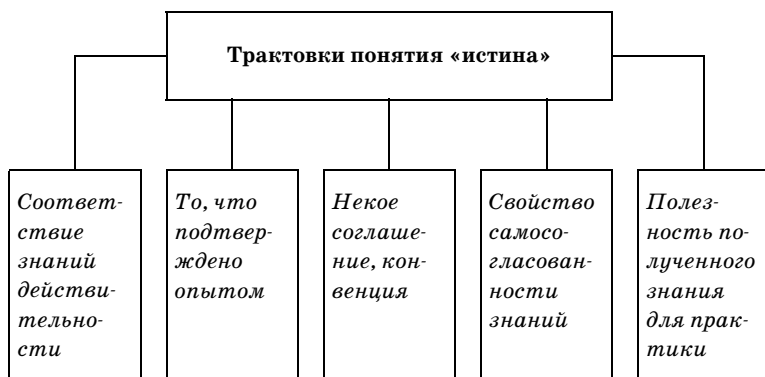 Трактовки понятия «истина»
Соответ-
ствие
знаний
действи-
тельно-
сти
То, что
подтвер-
ждено
опытом
Некое
соглаше-
ние, кон-
венция
Свойство
самосо-
гласован-
ности
знаний
Полез-
ность по-
лученного
знания
для прак-
тики